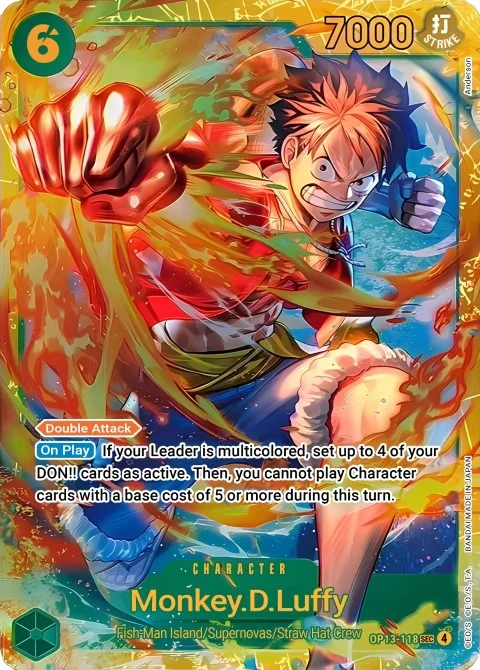 6
7000
打
STRIKE
Anderson
Double Attack
On Play If your Leader is multicolored, set up to 4 of your
DON!! cards as active. Then, you cannot play Character
cards with a base cost of 5 or more during this turn.
CHARACTER
Monkey.D.Luffy
Fish-Man Island/Supernovas/Straw Hat Crew
OP13-118 SEC 4
©E.O/S. ©E.O./S.,T.A. BANDAI MADE IN JAPAN